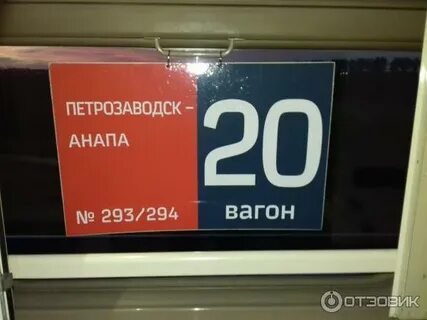 ПЕТРОЗАВОДСК -
АНАПА
№ 293/294
20
вагон
ОТЗОВИК